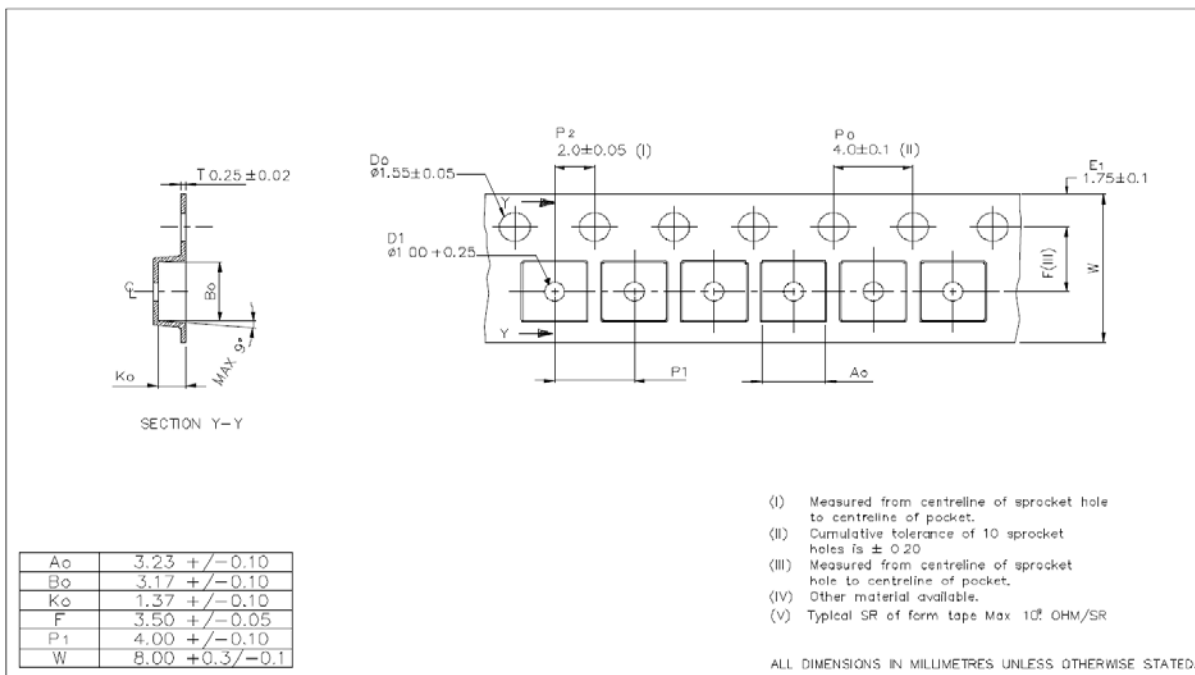 P2
2.0±0.05 (I)
Po
4.0±0.1 (II)
Do
ø1.55±0.05
E1
1.75±0.1
T 0.25±0.02
Y
D1
ø1.00 +0.25
F(III)
W
Bo
℄
Y
MAX 9°
Ko
P1
Ao
SECTION Y-Y
(I) Measured from centreline of sprocket hole
to centreline of pocket.
(II) Cumulative tolerance of 10 sprocket
holes is ± 0.20
(III) Measured from centreline of sprocket
hole to centreline of pocket.
(IV) Other material available.
(V) Typical SR of form tape Max OHM/SR
Ao 3.23 +/-0.10
Bo 3.17 +/-0.10
Ko 1.37 +/-0.10
F 3.50 +/-0.05
P1 4.00 +/-0.10
W 8.00 +0.3/-0.1
ALL DIMENSIONS IN MILLIMETRES UNLESS OTHERWISE STATED.